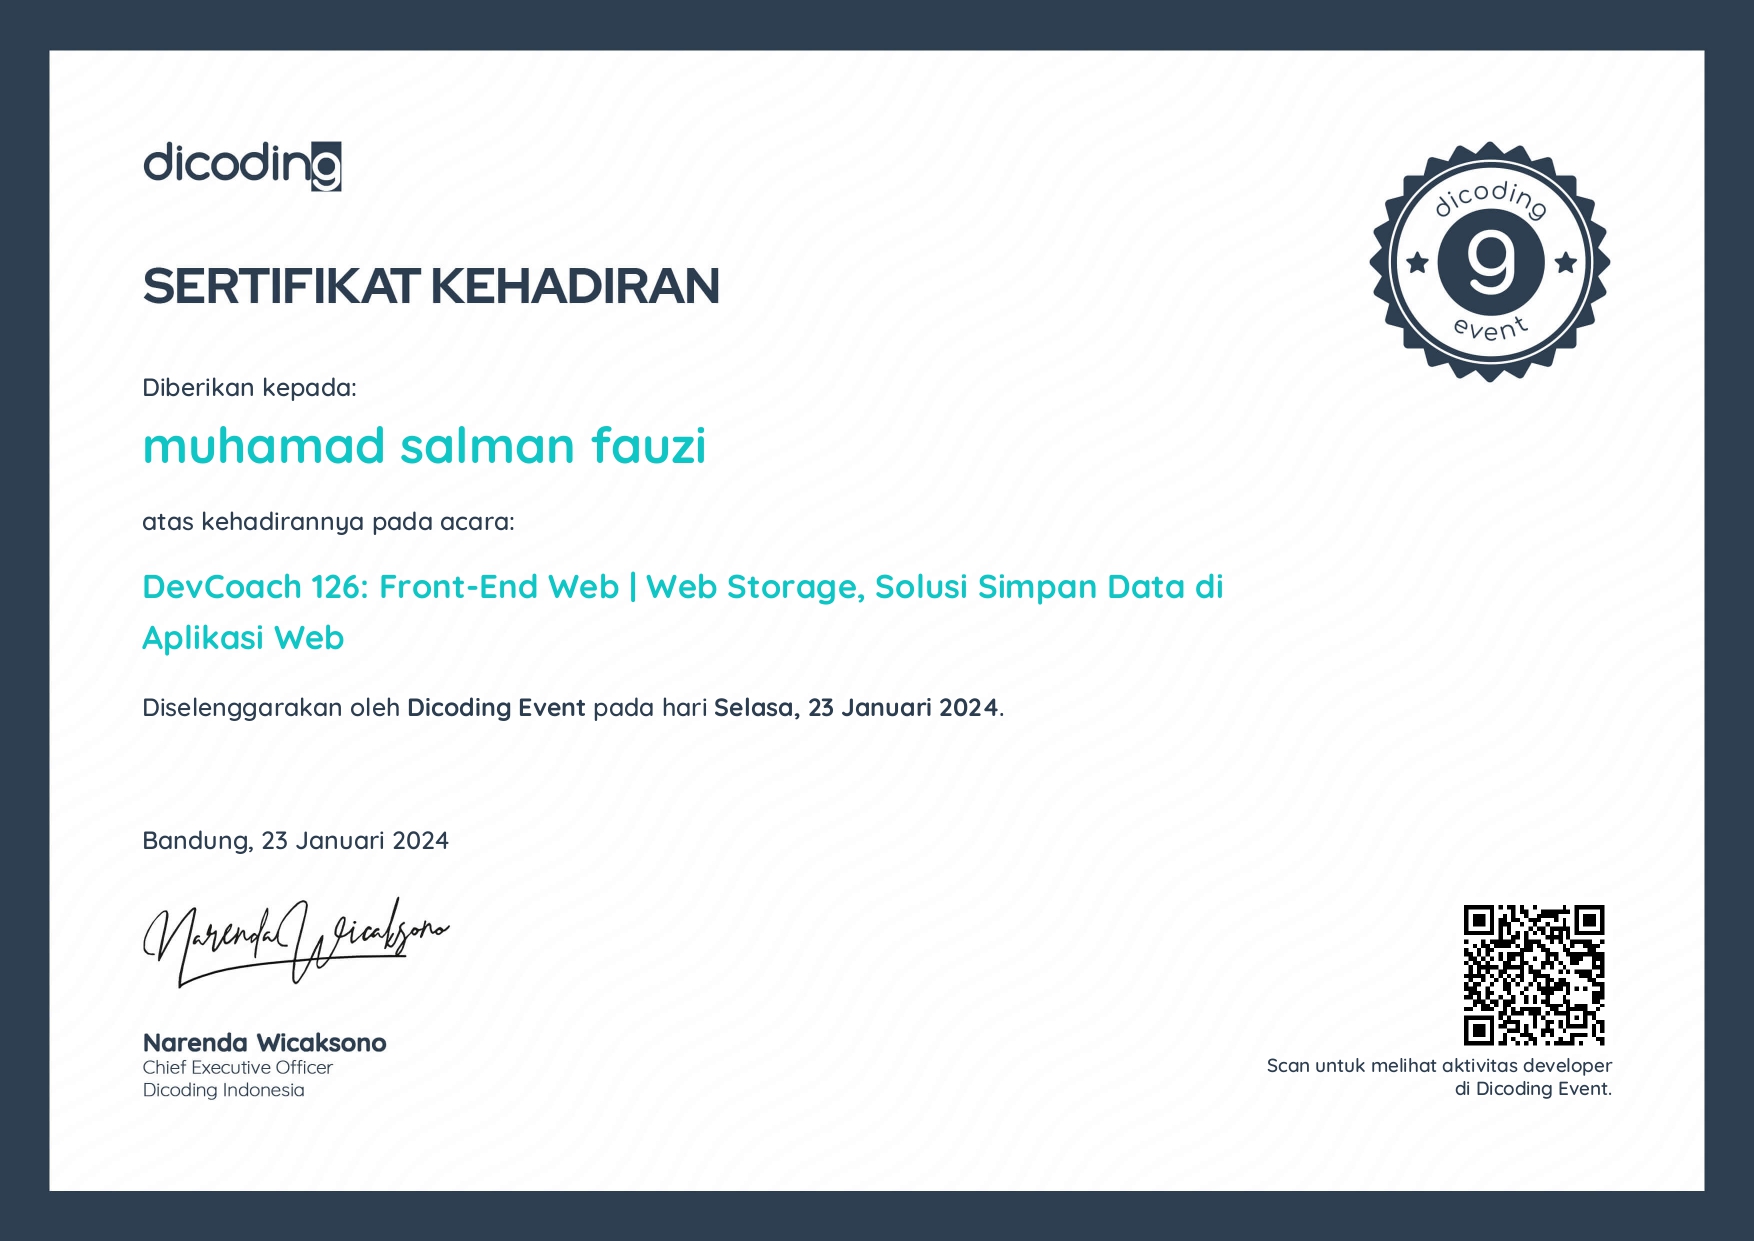 dicoding
SERTIFIKAT KEHADIRAN
dicoding
g
event
Diberikan kepada:
muhamad salman fauzi
atas kehadirannya pada acara:
DevCoach 126: Front-End Web | Web Storage, Solusi Simpan Data di
Aplikasi Web
Diselenggarakan oleh Dicoding Event pada hari Selasa, 23 Januari 2024.
Bandung, 23 Januari 2024
Narenda Wicaksono
Narenda Wicaksono
Chief Executive Officer
Dicoding Indonesia
Scan untuk melihat aktivitas developer
di Dicoding Event.